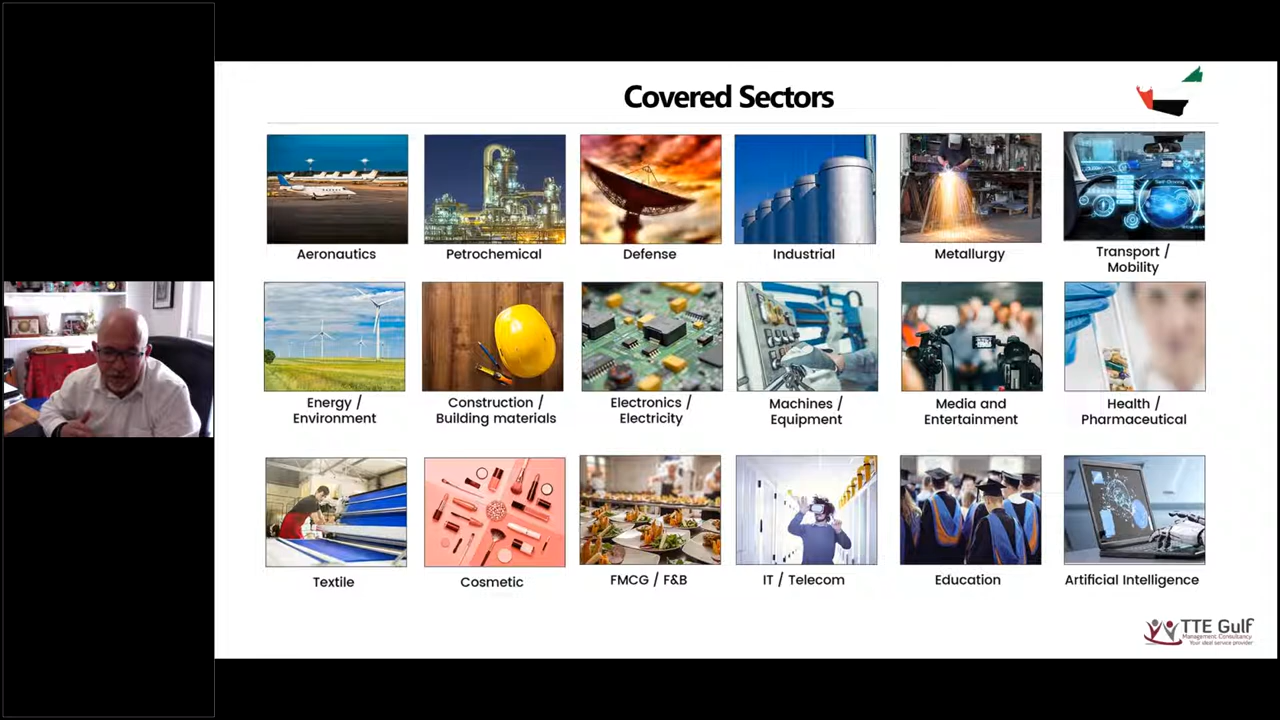 Covered Sectors
Aeronautics
Petrochemical
Defense
Industrial
Metallurgy
Transport /
Mobility
Energy /
Environment
Construction /
Building materials
Electronics /
Electricity
Machines /
Equipment
Media and
Entertainment
Health /
Pharmaceutical
Textile
Cosmetic
FMCG / F&B
IT / Telecom
Education
Artificial Intelligence
TTE Gulf
Management Consultancy
Your ideal service provider